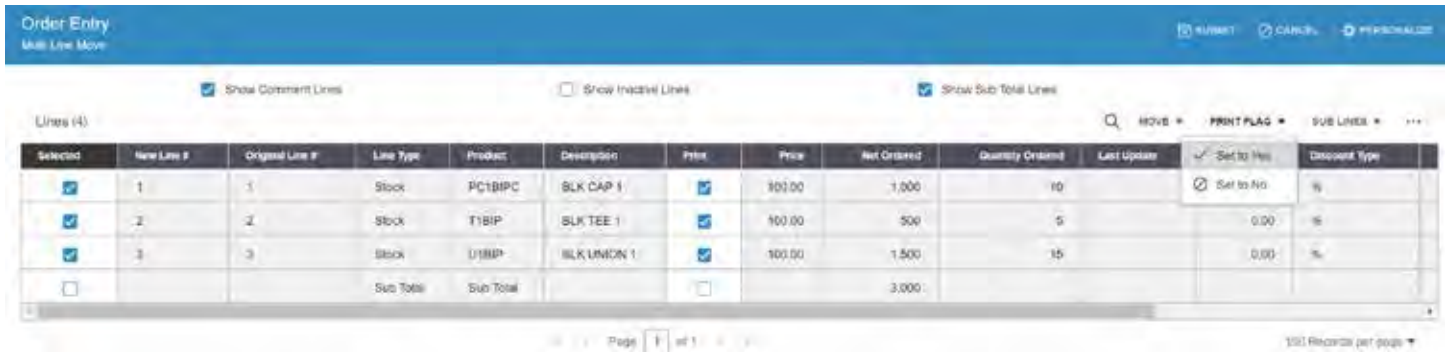 Order Entry
Multi Line Move
SUBMIT CANCEL PERSONALIZE
Show Comment Lines Show Inactive Lines Show Sub Total Lines
Lines (4) MOVE PRINT FLAG SUB LINES ...
Selected New Line # Original Line # Line Type Product Description Print Price Net Ordered Quantity Ordered Last Update Set to Yes Discount Type
1 1 Stock PC1BIPC BLK CAP 1 100.00 1,000 10 Set to No %
2 2 Stock T1BIP BLK TEE 1 100.00 500 5 0.00 %
3 3 Stock U1BIP BLK UNION 1 100.00 1,500 15 0.00 %
Sub Total Sub Total 3,000
Page 1 of 1 Records per page